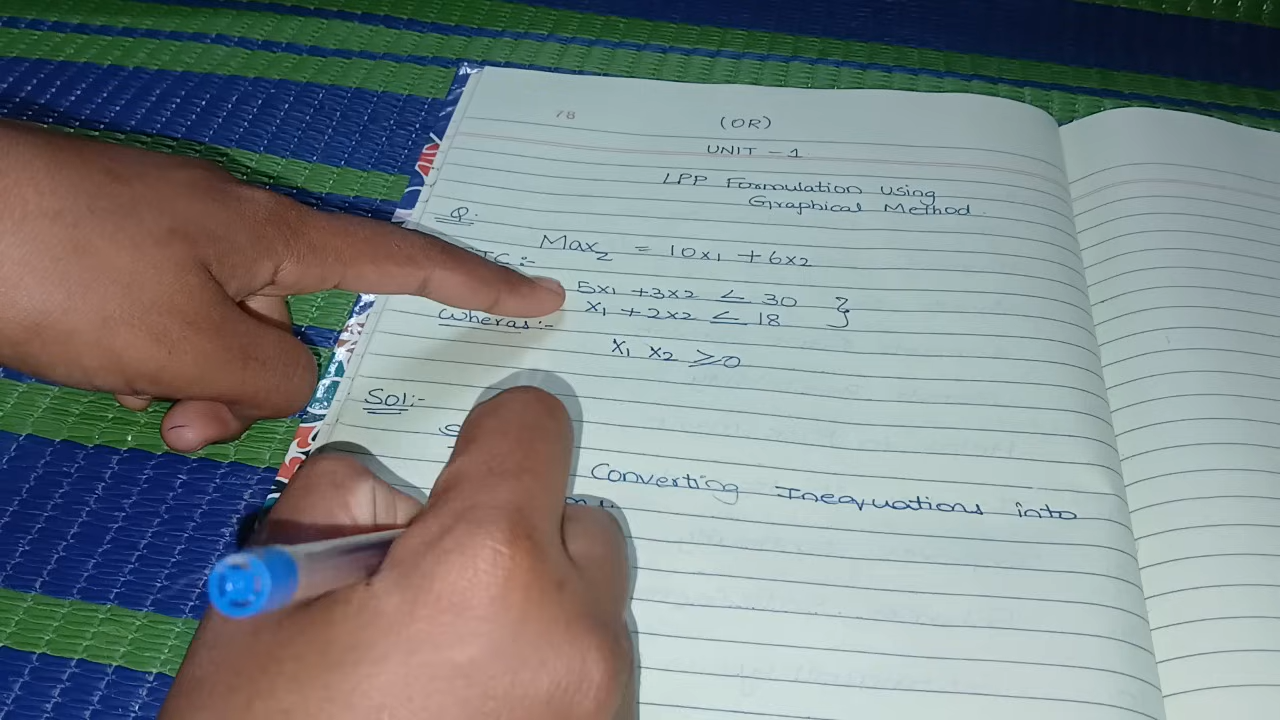 78
(OR)
UNIT - 1
LPP Formulation using
Graphical Method.
Q.
Max z = 10x1 + 6x2
TC:-
5x1 + 3x2 ≤ 30 }
x1 + 2x2 ≤ 18
Wheras:-
x1 x2 ≥ 0
Sol:-
Converting Inequations into